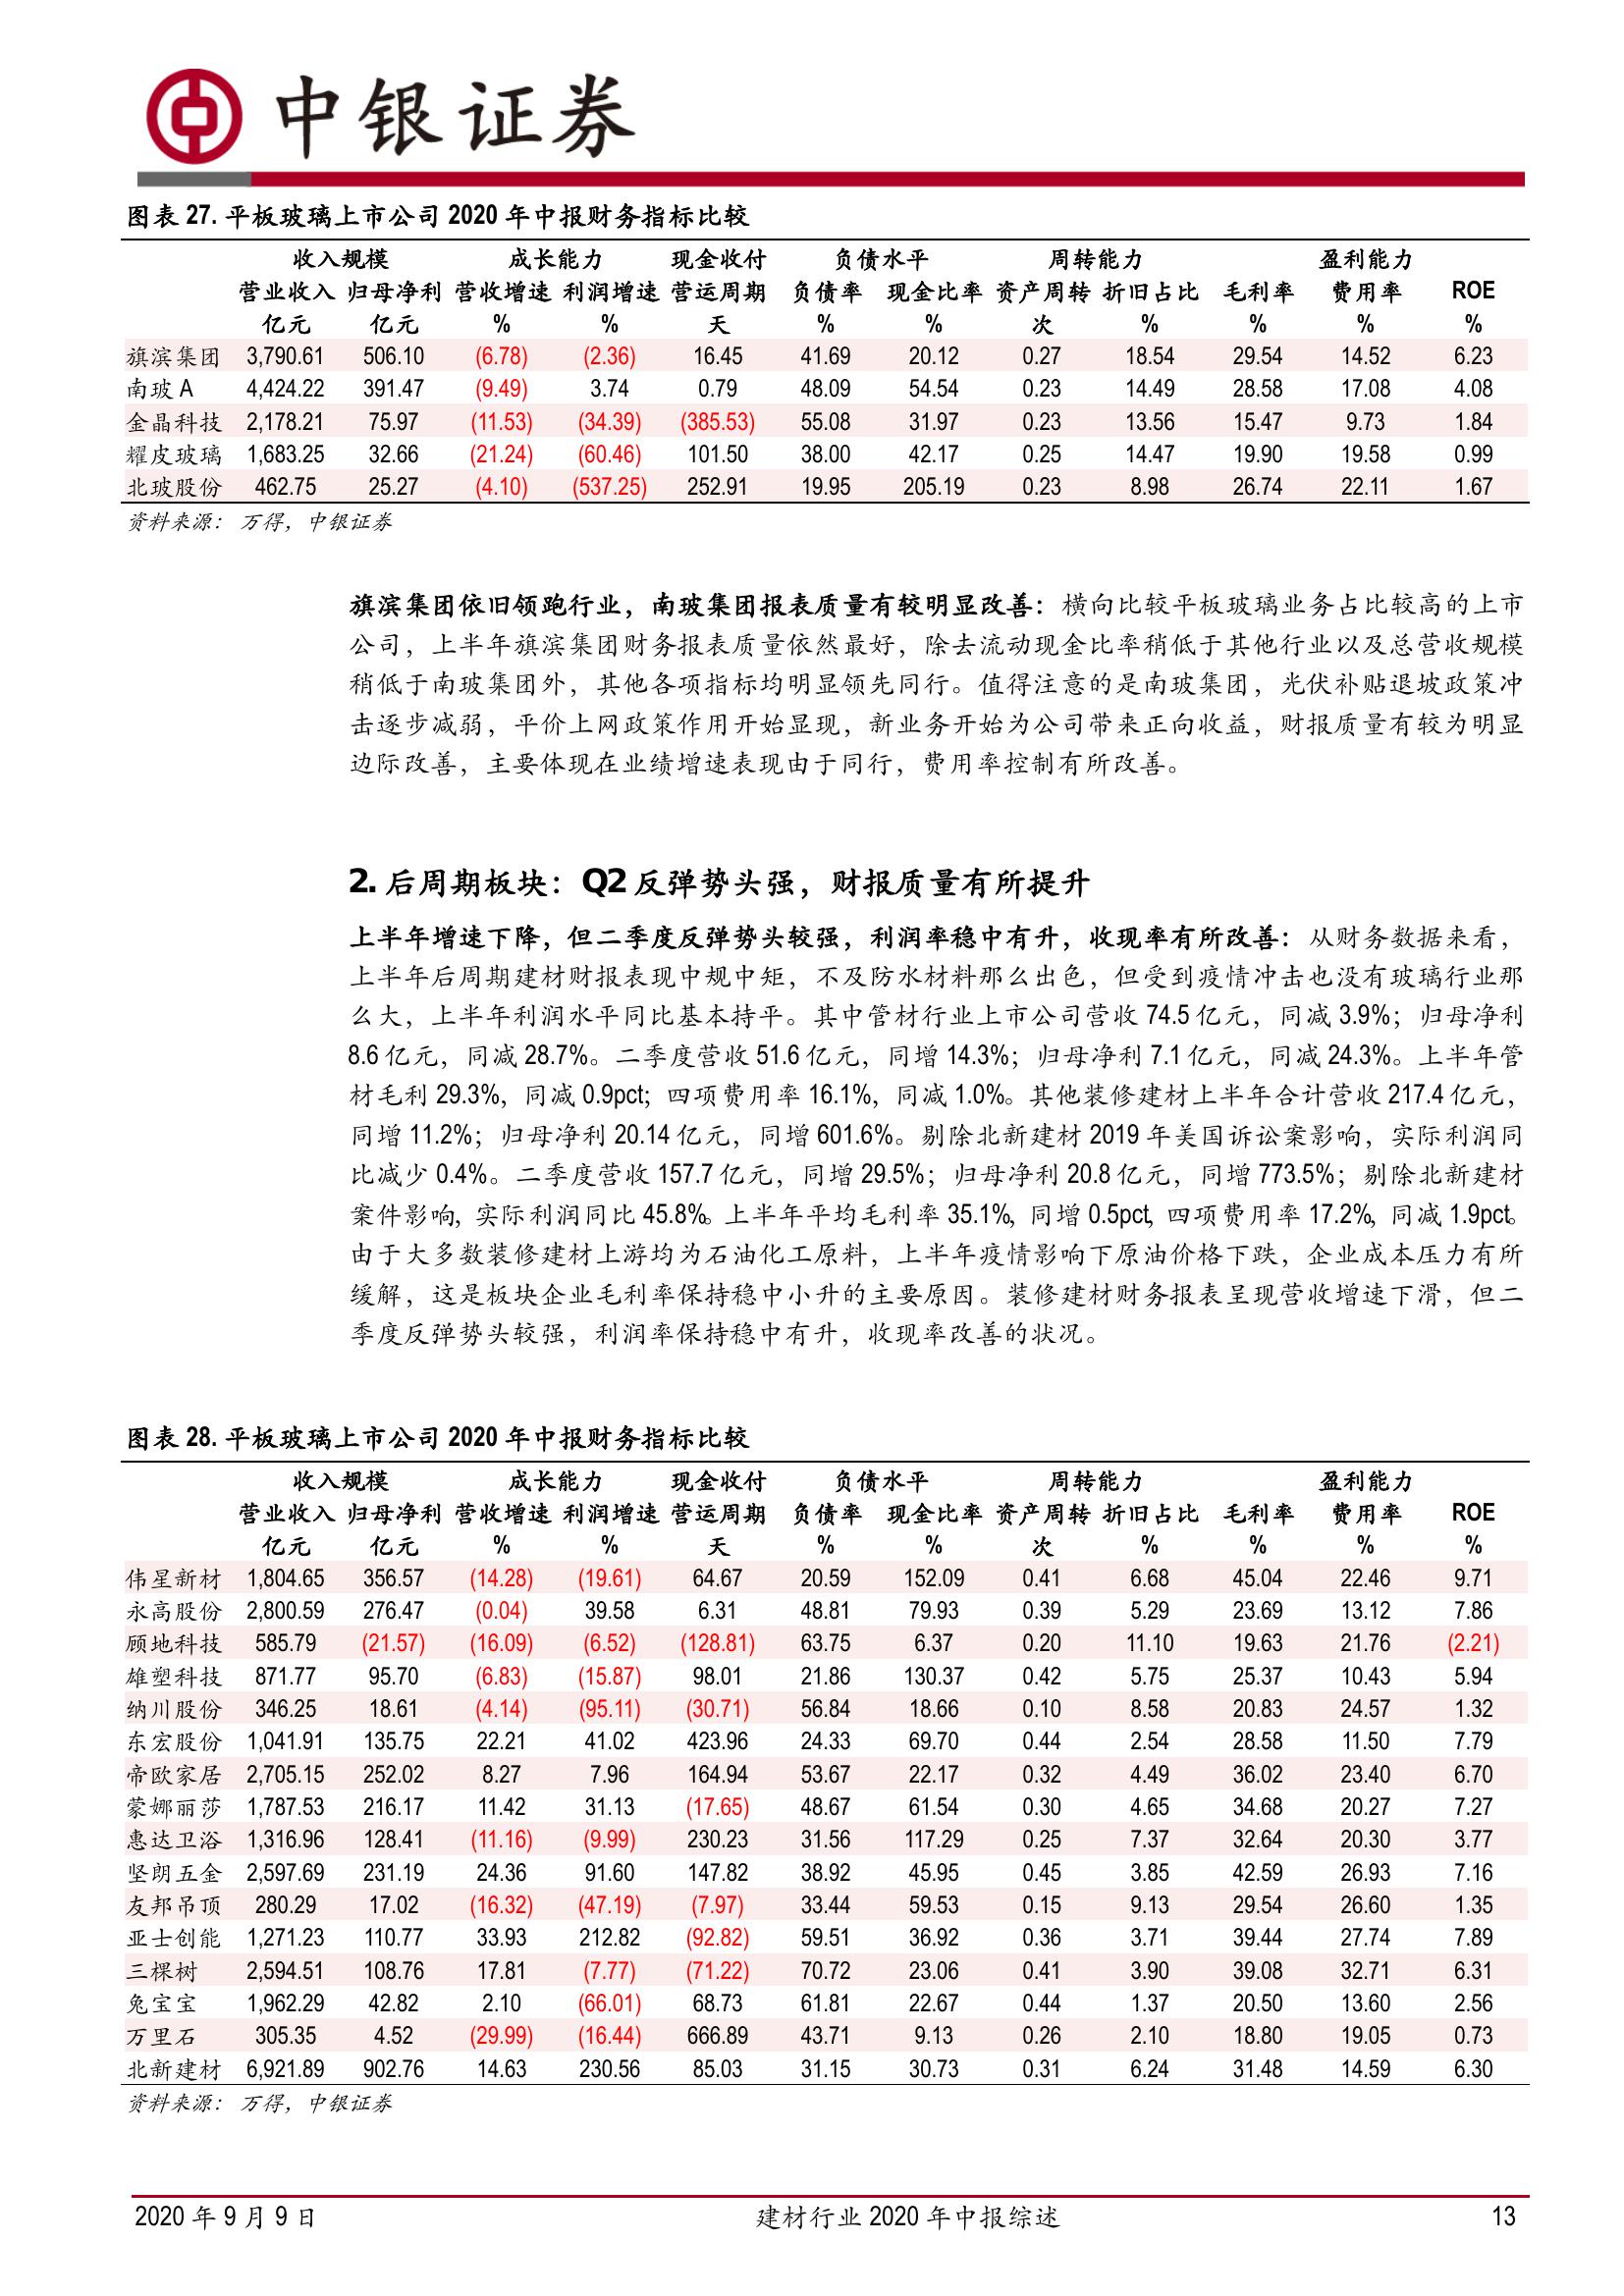 中银证券
图表 27. 平板玻璃上市公司 2020 年中报财务指标比较
收入规模 成长能力 现金收付 负债水平 周转能力 盈利能力
营业收入 归母净利 营收增速 利润增速 营运周期 负债率 现金比率 资产周转 折旧占比 毛利率 费用率 ROE
亿元 亿元 % % 天 % % 次 % % % %
旗滨集团 3,790.61 506.10 (6.78) (2.36) 16.45 41.69 20.12 0.27 18.54 29.54 14.52 6.23
南玻 A 4,424.22 391.47 (9.49) 3.74 0.79 48.09 54.54 0.23 14.49 28.58 17.08 4.08
金晶科技 2,178.21 75.97 (11.53) (34.39) (385.53) 55.08 31.97 0.23 13.56 15.47 9.73 1.84
耀皮玻璃 1,683.25 32.66 (21.24) (60.46) 101.50 38.00 42.17 0.25 14.47 19.90 19.58 0.99
北玻股份 462.75 25.27 (4.10) (537.25) 252.91 19.95 205.19 0.23 8.98 26.74 22.11 1.67
资料来源：万得，中银证券
旗滨集团依旧领跑行业，南玻集团报表质量有较明显改善：横向比较平板玻璃业务占比较高的上市
公司，上半年旗滨集团财务报表质量依然最好，除去流动现金比率稍低于其他行业以及总营收规模
稍低于南玻集团外，其他各项指标均明显领先同行。值得注意的是南玻集团，光伏补贴退坡政策冲
击逐步减弱，平价上网政策作用开始显现，新业务开始为公司带来正向收益，财报质量有较为明显
边际改善，主要体现在业绩增速表现由于同行，费用率控制有所改善。
2. 后周期板块：Q2 反弹势头强，财报质量有所提升
上半年增速下降，但二季度反弹势头较强，利润率稳中有升，收现率有所改善：从财务数据来看，
上半年后周期建材财报表现中规中矩，不及防水材料那么出色，但受到疫情冲击也没有玻璃行业那
么大，上半年利润水平同比基本持平。其中管材行业上市公司营收 74.5 亿元，同减 3.9%；归母净利
8.6 亿元，同减 28.7%。二季度营收 51.6 亿元，同增 14.3%；归母净利 7.1 亿元，同减 24.3%。上半年管
材毛利 29.3%，同减 0.9pct；四项费用率 16.1%，同减 1.0%。其他装修建材上半年合计营收 217.4 亿元，
同增 11.2%；归母净利 20.14 亿元，同增 601.6%。剔除北新建材 2019 年美国诉讼案影响，实际利润同
比减少 0.4%。二季度营收 157.7 亿元，同增 29.5%；归母净利 20.8 亿元，同增 773.5%；剔除北新建材
案件影响，实际利润同比 45.8%。上半年平均毛利率 35.1%，同增 0.5pct，四项费用率 17.2%，同减 1.9pct。
由于大多数装修建材上游均为石油化工原料，上半年疫情影响下原油价格下跌，企业成本压力有所
缓解，这是板块企业毛利率保持稳中小升的主要原因。装修建材财务报表呈现营收增速下滑，但二
季度反弹势头较强，利润率保持稳中有升，收现率改善的状况。
图表 28. 平板玻璃上市公司 2020 年中报财务指标比较
收入规模 成长能力 现金收付 负债水平 周转能力 盈利能力
营业收入 归母净利 营收增速 利润增速 营运周期 负债率 现金比率 资产周转 折旧占比 毛利率 费用率 ROE
亿元 亿元 % % 天 % % 次 % % % %
伟星新材 1,804.65 356.57 (14.28) (19.61) 64.67 20.59 152.09 0.41 6.68 45.04 22.46 9.71
永高股份 2,800.59 276.47 (0.04) 39.58 6.31 48.81 79.93 0.39 5.29 23.69 13.12 7.86
顾地科技 585.79 (21.57) (16.09) (6.52) (128.81) 63.75 6.37 0.20 11.10 19.63 21.76 (2.21)
雄塑科技 871.77 95.70 (6.83) (15.87) 98.01 21.86 130.37 0.42 5.75 25.37 10.43 5.94
纳川股份 346.25 18.61 (4.14) (95.11) (30.71) 56.84 18.66 0.10 8.58 20.83 24.57 1.32
东宏股份 1,041.91 135.75 22.21 41.02 423.96 24.33 69.70 0.44 2.54 28.58 11.50 7.79
帝欧家居 2,705.15 252.02 8.27 7.96 164.94 53.67 22.17 0.32 4.49 36.02 23.40 6.70
蒙娜丽莎 1,787.53 216.17 11.42 31.13 (17.65) 48.67 61.54 0.30 4.65 34.68 20.27 7.27
惠达卫浴 1,316.96 128.41 (11.16) (9.99) 230.23 31.56 117.29 0.25 7.37 32.64 20.30 3.77
坚朗五金 2,597.69 231.19 24.36 91.60 147.82 38.92 45.95 0.45 3.85 42.59 26.93 7.16
友邦吊顶 280.29 17.02 (16.32) (47.19) (7.97) 33.44 59.53 0.15 9.13 29.54 26.60 1.35
亚士创能 1,271.23 110.77 33.93 212.82 (92.82) 59.51 36.92 0.36 3.71 39.44 27.74 7.89
三棵树 2,594.51 108.76 17.81 (7.77) (71.22) 70.72 23.06 0.41 3.90 39.08 32.71 6.31
兔宝宝 1,962.29 42.82 2.10 (66.01) 68.73 61.81 22.67 0.44 1.37 20.50 13.60 2.56
万里石 305.35 4.52 (29.99) (16.44) 666.89 43.71 9.13 0.26 2.10 18.80 19.05 0.73
北新建材 6,921.89 902.76 14.63 230.56 85.03 31.15 30.73 0.31 6.24 31.48 14.59 6.30
资料来源：万得，中银证券
2020 年 9 月 9 日 建材行业 2020 年中报综述 13